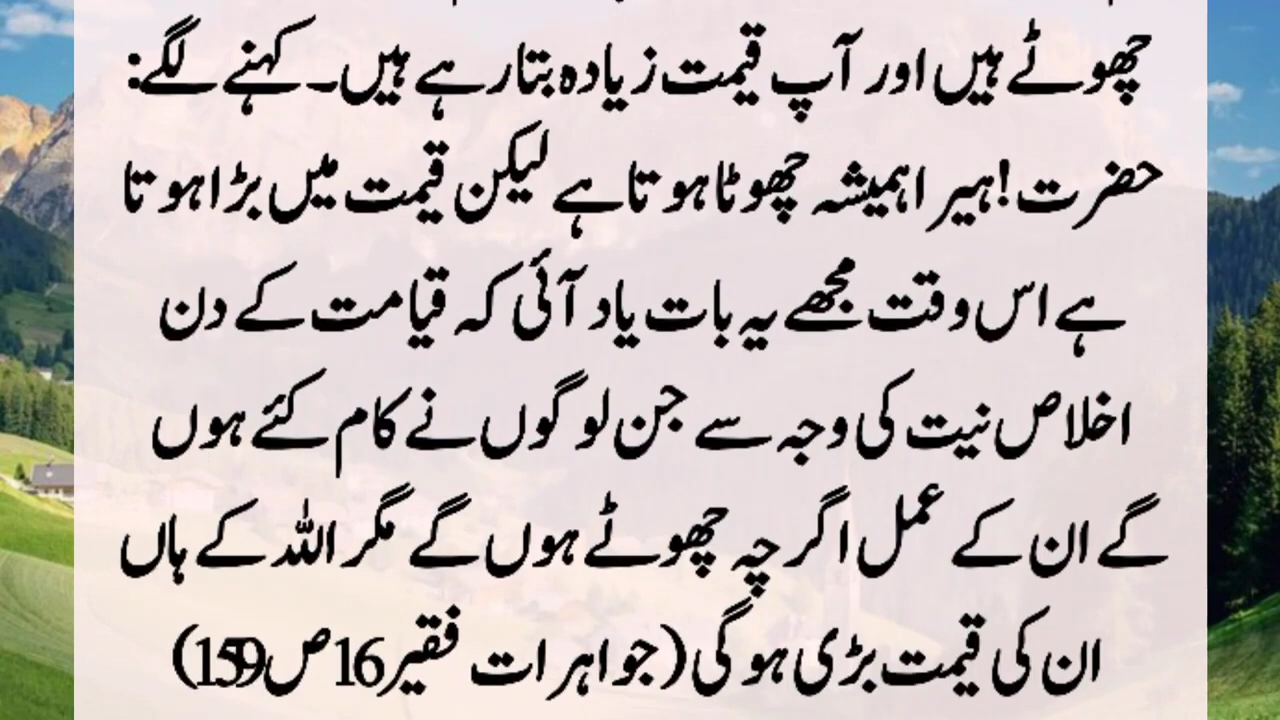 چھوٹے ہیں اور آپ قیمت زیادہ بتا رہے ہیں۔ کہنے لگے:
حضرت! ہیرا ہمیشہ چھوٹا ہوتا ہے لیکن قیمت میں بڑا ہوتا
ہے اس وقت مجھے یہ بات یاد آئی کہ قیامت کے دن
اخلاص نیت کی وجہ سے جن لوگوں نے کام کئے ہوں
گے ان کے عمل اگرچہ چھوٹے ہوں گے مگر اللہ کے ہاں
ان کی قیمت بڑی ہوگی (جواہرات فقیر 16 ص 159)